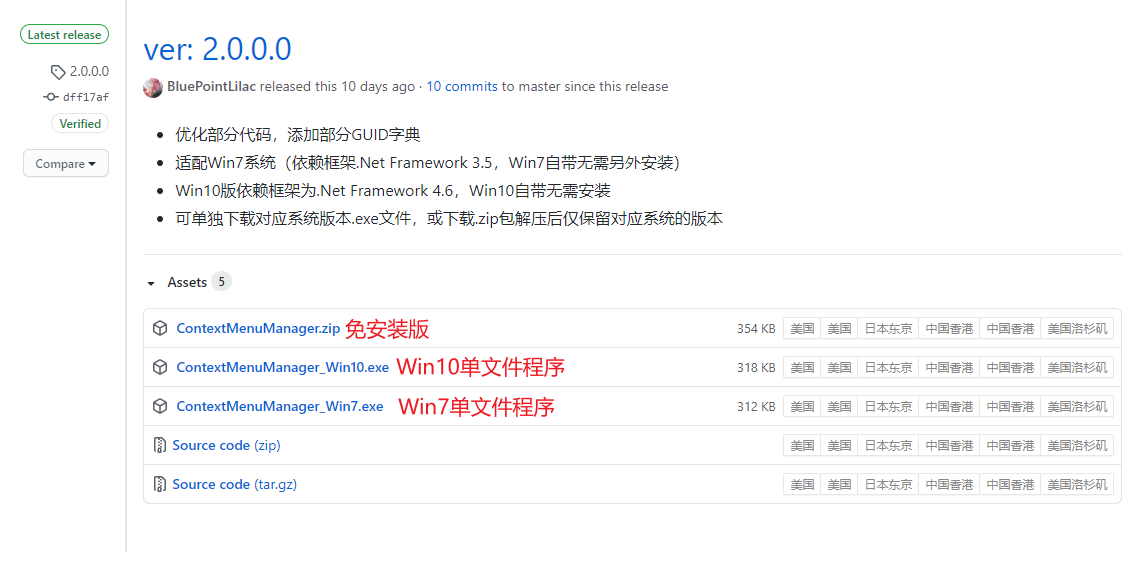 Latest release
2.0.0.0
dff17af
Verified
Compare
ver: 2.0.0.0
BluePointLilac released this 10 days ago · 10 commits to master since this release
优化部分代码，添加部分GUID字典
适配Win7系统（依赖框架.Net Framework 3.5，Win7自带无需另外安装）
Win10版依赖框架为.Net Framework 4.6，Win10自带无需安装
可单独下载对应系统版本.exe文件，或下载.zip包解压后仅保留对应系统的版本
Assets 5
ContextMenuManager.zip 免安装版 354 KB 美国 美国 日本东京 中国香港 中国香港 美国洛杉矶
ContextMenuManager_Win10.exe Win10单文件程序 318 KB 美国 美国 日本东京 中国香港 中国香港 美国洛杉矶
ContextMenuManager_Win7.exe Win7单文件程序 312 KB 美国 美国 日本东京 中国香港 中国香港 美国洛杉矶
Source code (zip) 美国 美国 日本东京 中国香港 中国香港 美国洛杉矶
Source code (tar.gz) 美国 美国 日本东京 中国香港 中国香港 美国洛杉矶